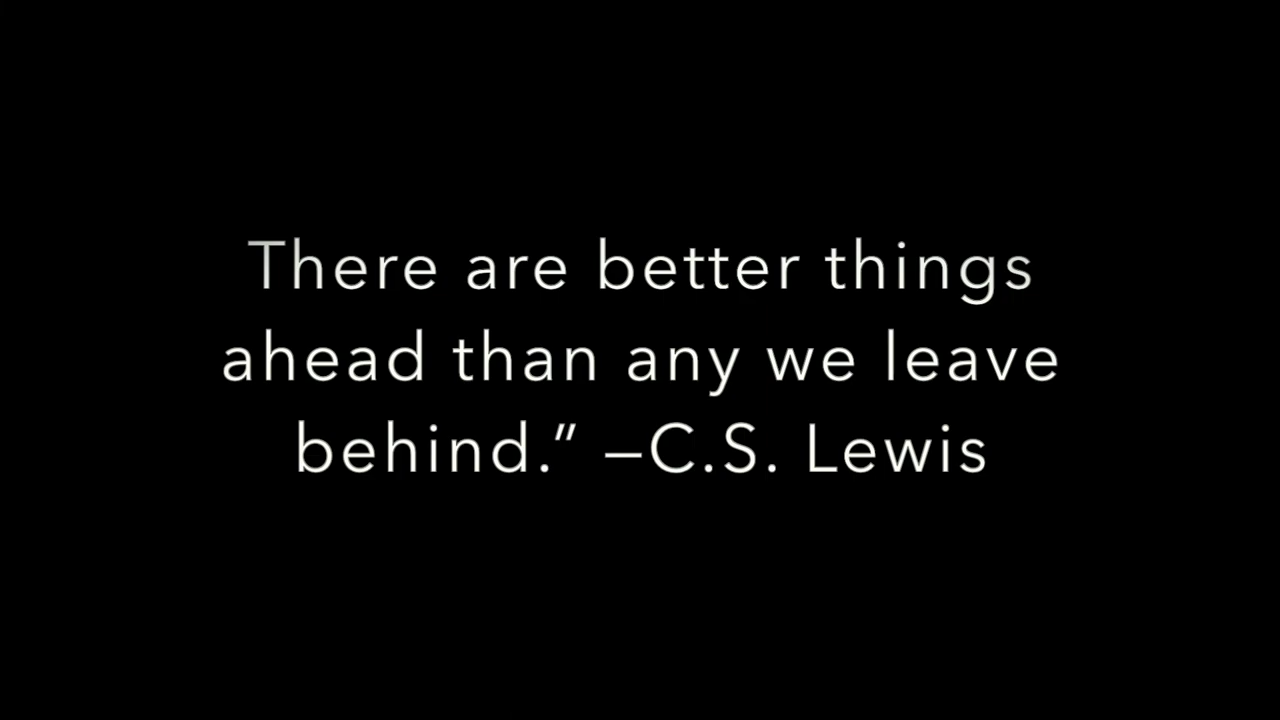 There are better things
ahead than any we leave
behind.” –C.S. Lewis